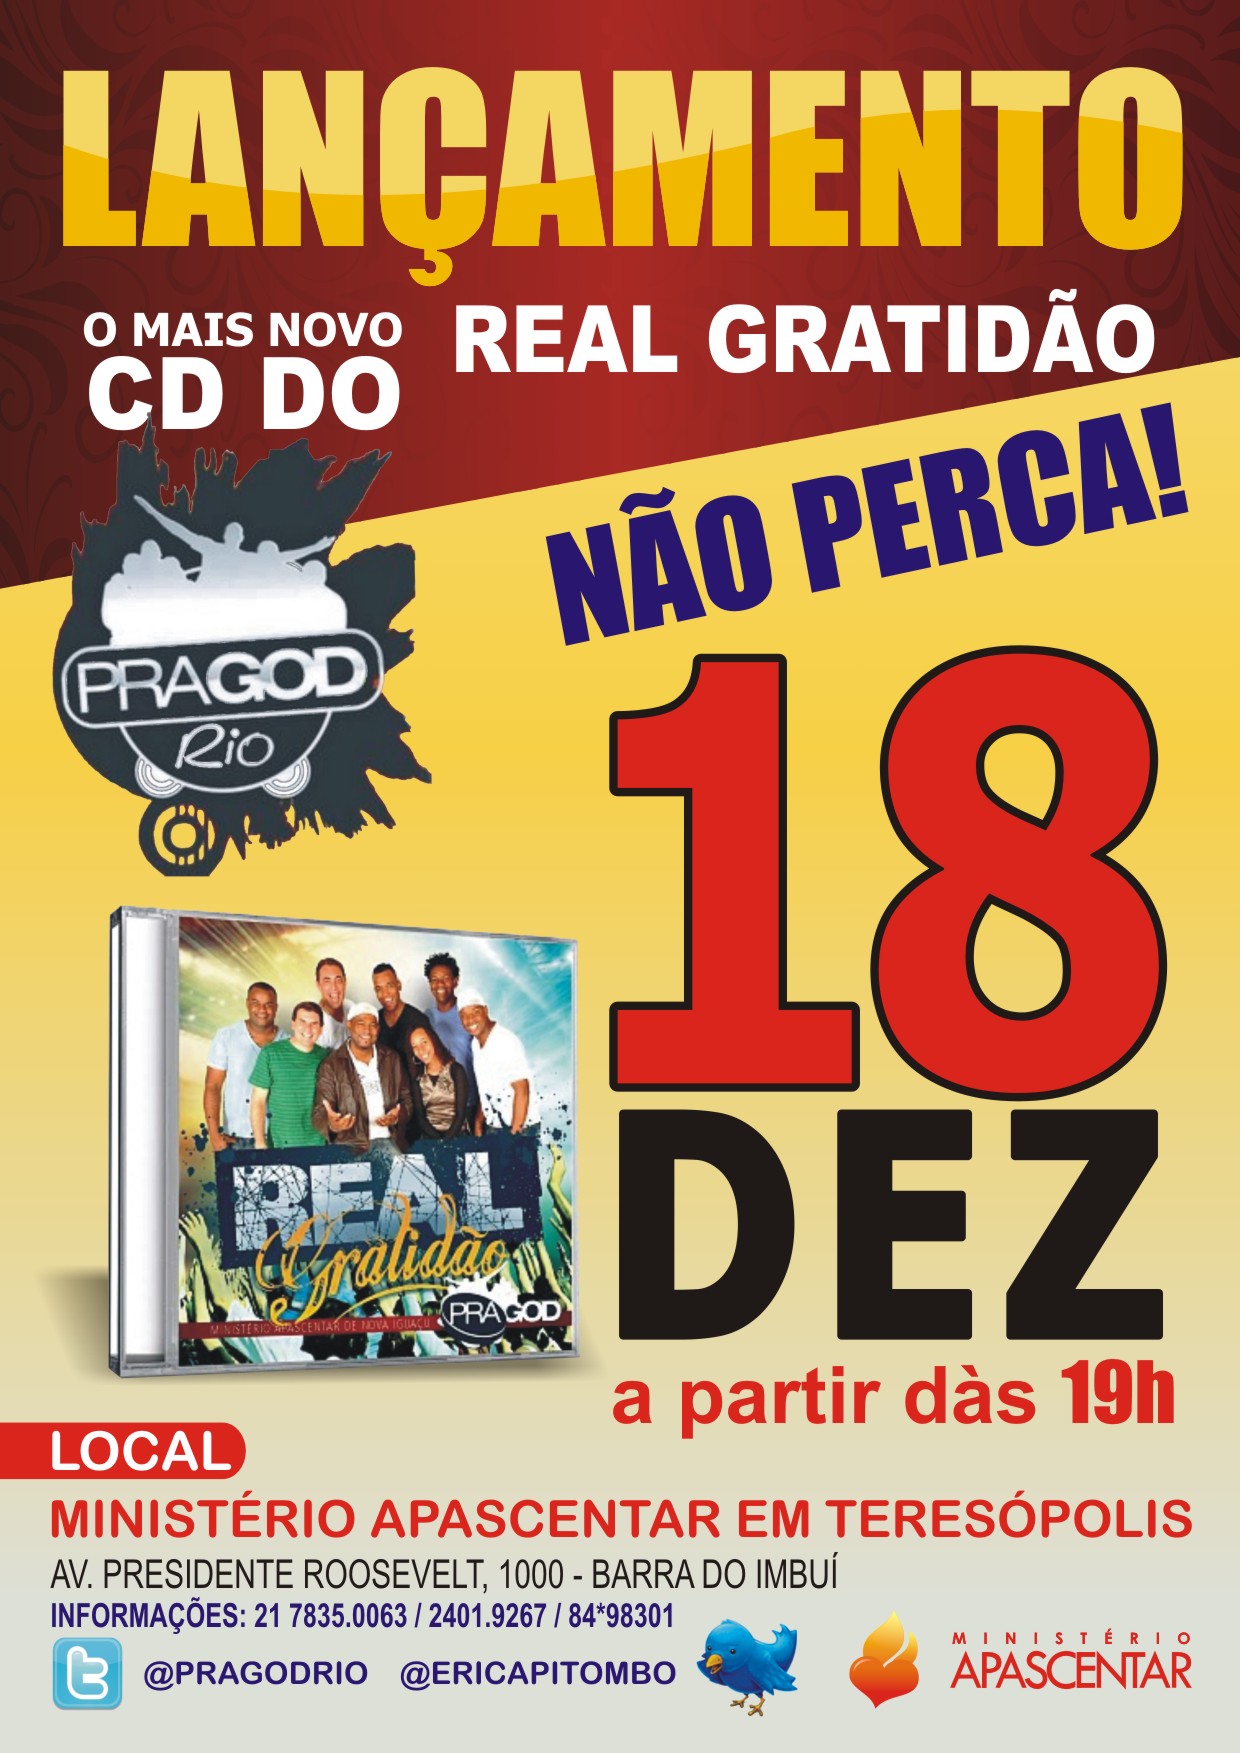 LANÇAMENTO
O MAIS NOVO
CD DO
REAL GRATIDÃO
NÃO PERCA!
PRAGOD
Rio
18
DEZ
a partir dàs 19h
REAL
e Gratidão
MINISTÉRIO APASCENTAR DE NOVA IGUAÇU
PRAGOD
LOCAL
MINISTÉRIO APASCENTAR EM TERESÓPOLIS
AV. PRESIDENTE ROOSEVELT, 1000 - BARRA DO IMBUÍ
INFORMAÇÕES: 21 7835.0063 / 2401.9267 / 84*98301
@PRAGODRIO @ERICAPITOMBO
MINISTÉRIO
APASCENTAR